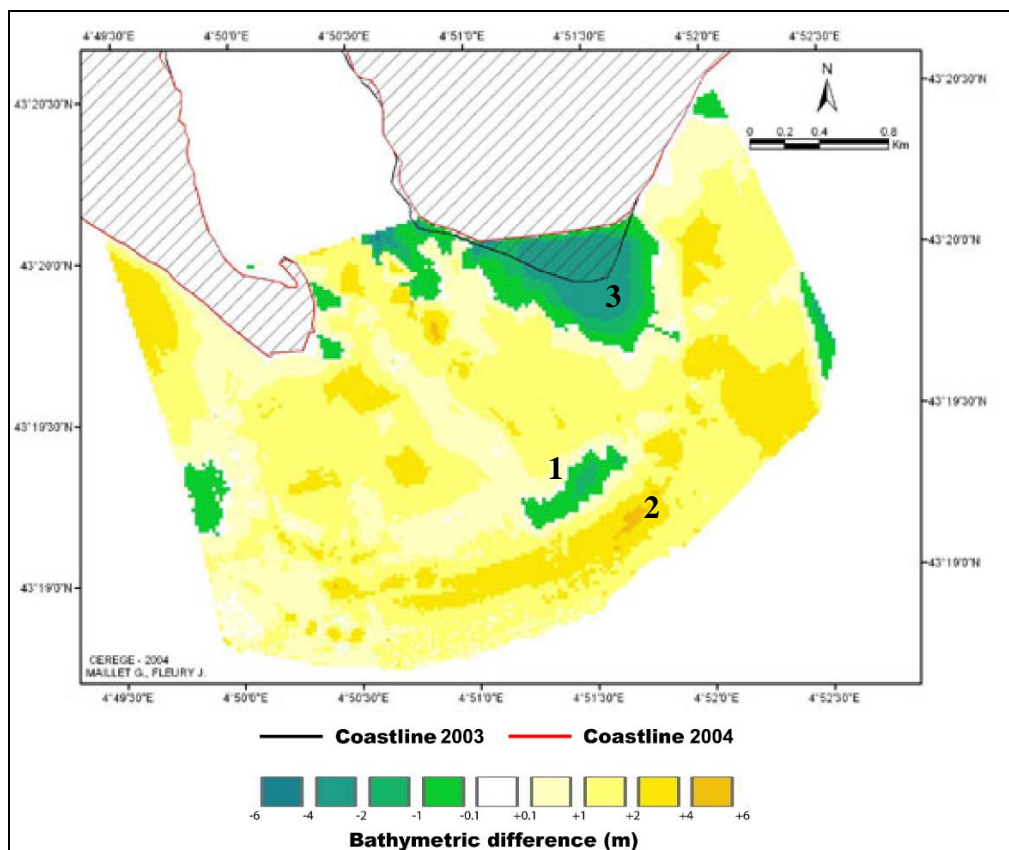 4°49'30"E 4°50'0"E 4°50'30"E 4°51'0"E 4°51'30"E 4°52'0"E 4°52'30"E
N
0 0.2 0.4 0.8
Km
43°20'30"N 43°20'30"N
43°20'0"N 43°20'0"N
3
43°19'30"N 43°19'30"N
1
2
43°19'0"N 43°19'0"N
CEREGE - 2004
MAILLET G., FLEURY J.
4°49'30"E 4°50'0"E 4°50'30"E 4°51'0"E 4°51'30"E 4°52'0"E 4°52'30"E
Coastline 2003 Coastline 2004
-6 -4 -2 -1 -0.1 +0.1 +1 +2 +4 +6
Bathymetric difference (m)